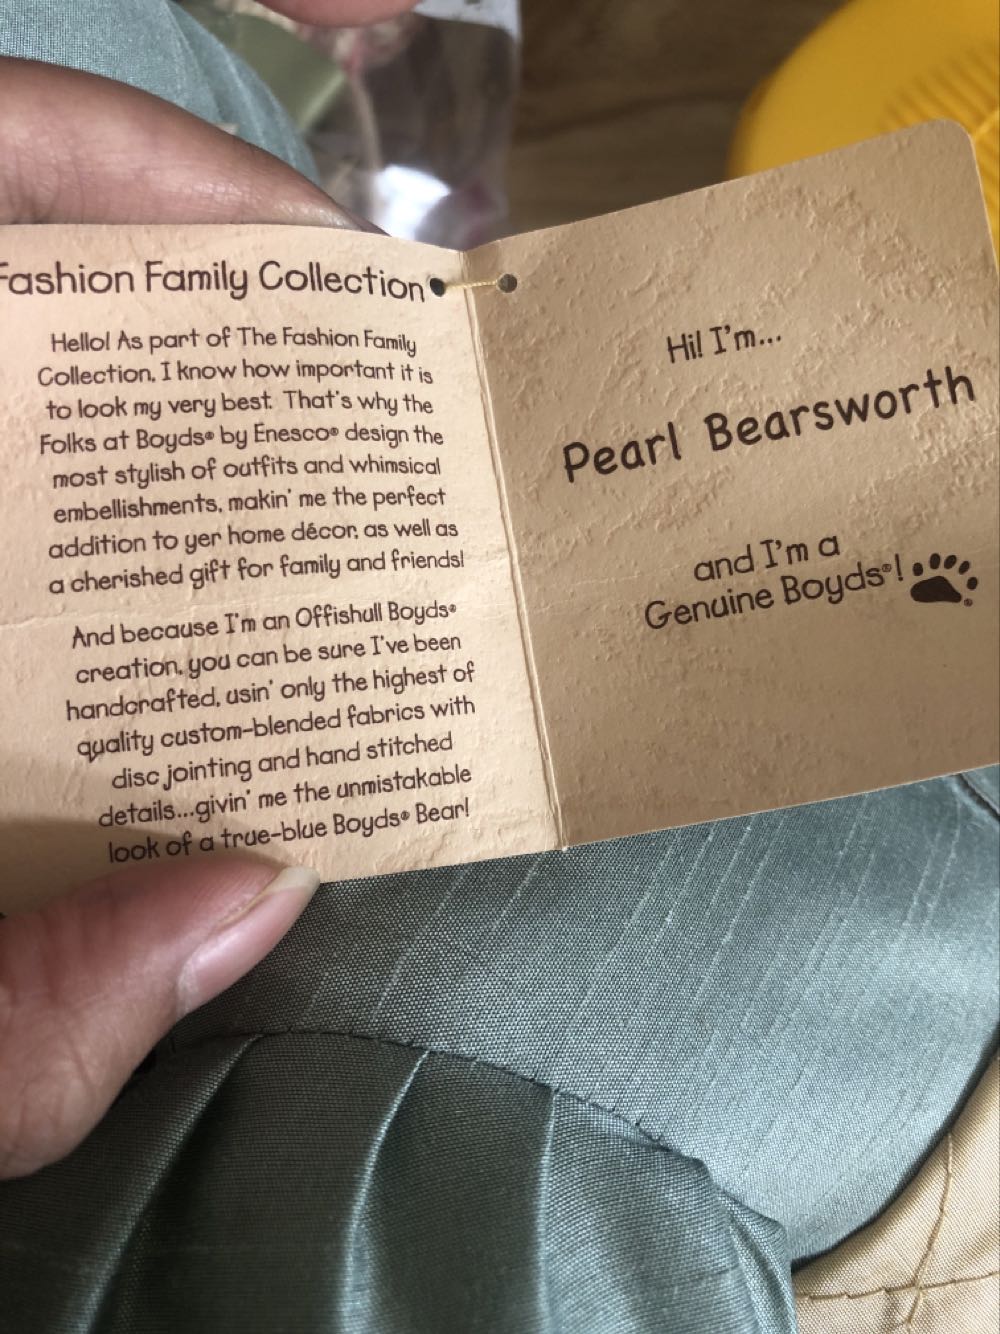 Fashion Family Collection
Hello! As part of The Fashion Family
Collection, I know how important it is
to look my very best. That's why the
Folks at Boyds® by Enesco® design the
most stylish of outfits and whimsical
embellishments, makin' me the perfect
addition to yer home décor, as well as
a cherished gift for family and friends!
And because I'm an Offishull Boyds®
creation, you can be sure I've been
handcrafted, usin' only the highest of
quality custom-blended fabrics with
disc jointing and hand stitched
details...givin' me the unmistakable
look of a true-blue Boyds® Bear!
Hi! I'm...
Pearl Bearsworth
and I'm a
Genuine Boyds®!
®